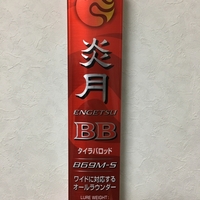 炎月
ENGETSU
BB
タイラバロッド
B69M-S
ワイドに対応する
オールラウンダー
LURE WEIGHT